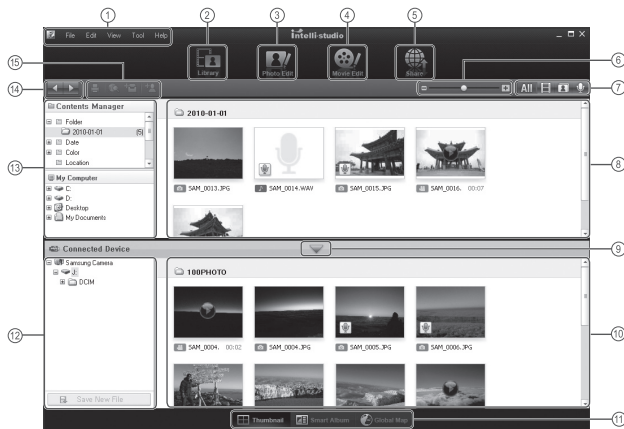 1 2 3 4 5
File Edit View Tool Help
intelli-studio
Library Photo Edit Movie Edit Share
6
15
14
All
7
Contents Manager
Folder
2010-01-01 (5)
Date
Color
Location
13
My Computer
C:
D:
Desktop
My Documents
2010-01-01
SAM_0013.JPG SAM_0014.WAV SAM_0015.JPG SAM_0016. 00:07
8
Connected Device
9
Samsung Camera
J:
DCIM
12
Save New File
100PHOTO
SAM_0004. 00:02 SAM_0004.JPG SAM_0005.JPG SAM_0006.JPG
10
Thumbnail Smart Album Global Map
11